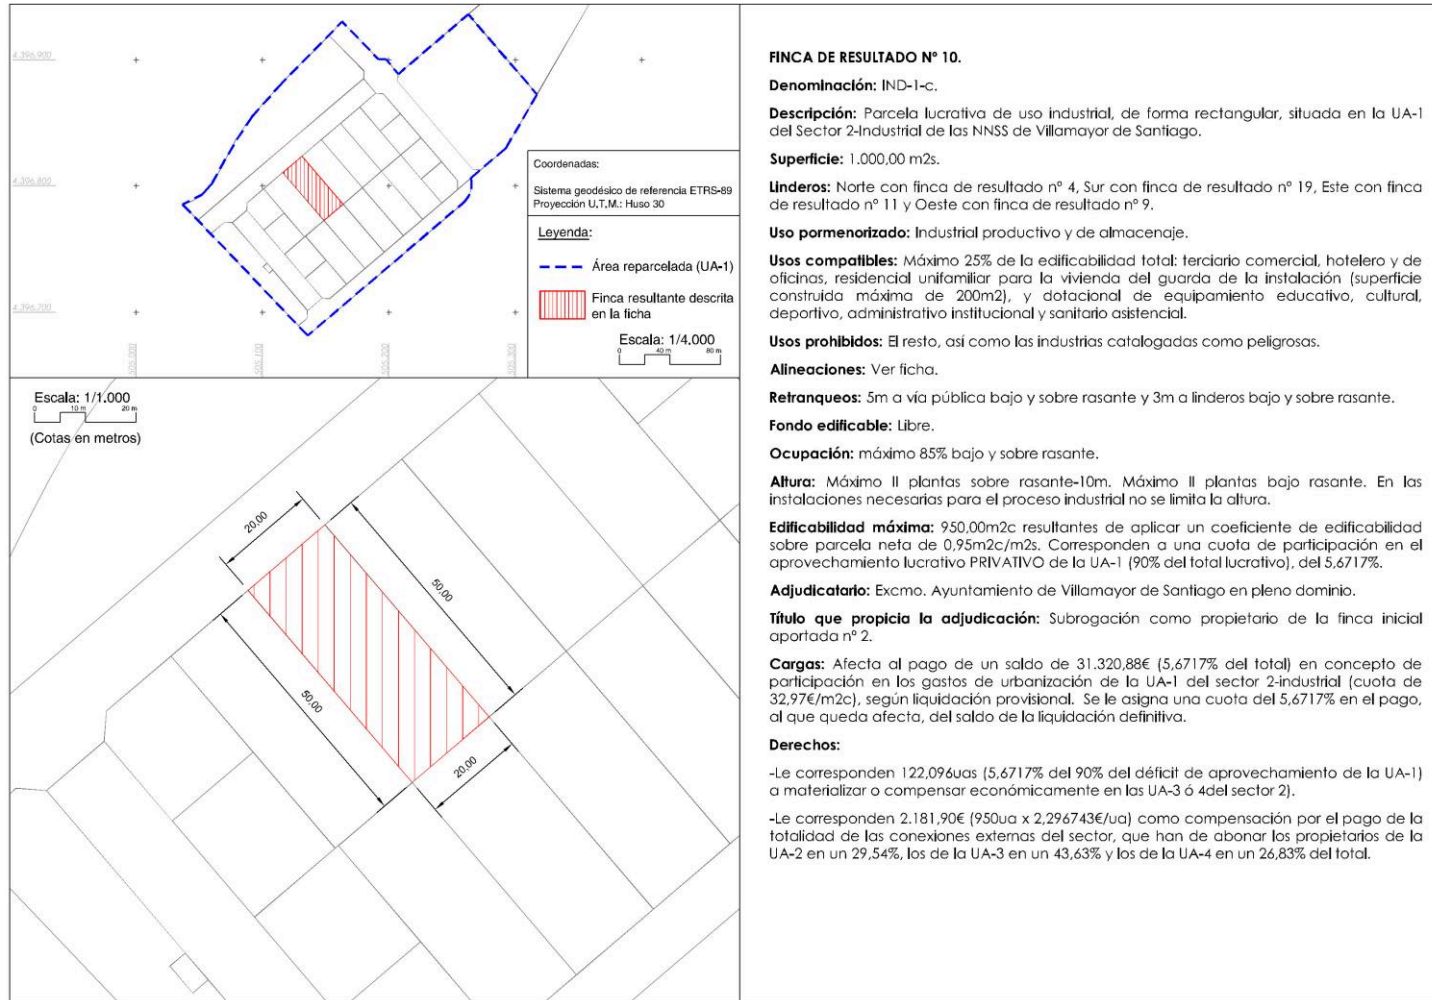 4.396.900
4.396.800
4.396.700
505.000
505.100
505.200
505.300
Coordenadas:
Sistema geodésico de referencia ETRS-89
Proyección U.T.M.: Huso 30
Leyenda:
Área reparcelada (UA-1)
Finca resultante descrita
en la ficha
Escala: 1/4.000
0 40 m 80 m
Escala: 1/1.000
0 10 m 20 m
(Cotas en metros)
20,00
50,00
50,00
20,00
FINCA DE RESULTADO Nº 10.
Denominación: IND-1-c.
Descripción: Parcela lucrativa de uso industrial, de forma rectangular, situada en la UA-1
del Sector 2-Industrial de las NNSS de Villamayor de Santiago.
Superficie: 1.000,00 m2s.
Linderos: Norte con finca de resultado nº 4, Sur con finca de resultado nº 19, Este con finca
de resultado nº 11 y Oeste con finca de resultado nº 9.
Uso pormenorizado: Industrial productivo y de almacenaje.
Usos compatibles: Máximo 25% de la edificabilidad total: terciario comercial, hotelero y de
oficinas, residencial unifamiliar para la vivienda del guarda de la instalación (superficie
construida máxima de 200m2), y dotacional de equipamiento educativo, cultural,
deportivo, administrativo institucional y sanitario asistencial.
Usos prohibidos: El resto, así como las industrias catalogadas como peligrosas.
Alineaciones: Ver ficha.
Retranqueos: 5m a vía pública bajo y sobre rasante y 3m a linderos bajo y sobre rasante.
Fondo edificable: Libre.
Ocupación: máximo 85% bajo y sobre rasante.
Altura: Máximo II plantas sobre rasante-10m. Máximo II plantas bajo rasante. En las
instalaciones necesarias para el proceso industrial no se limita la altura.
Edificabilidad máxima: 950,00m2c resultantes de aplicar un coeficiente de edificabilidad
sobre parcela neta de 0,95m2c/m2s. Corresponden a una cuota de participación en el
aprovechamiento lucrativo PRIVATIVO de la UA-1 (90% del total lucrativo), del 5,6717%.
Adjudicatario: Excmo. Ayuntamiento de Villamayor de Santiago en pleno dominio.
Título que propicia la adjudicación: Subrogación como propietario de la finca inicial
aportada nº 2.
Cargas: Afecta al pago de un saldo de 31.320,88€ (5,6717% del total) en concepto de
participación en los gastos de urbanización de la UA-1 del sector 2-industrial (cuota de
32,97€/m2c), según liquidación provisional. Se le asigna una cuota del 5,6717% en el pago,
al que queda afecta, del saldo de la liquidación definitiva.
Derechos:
-Le corresponden 122,096uas (5,6717% del 90% del déficit de aprovechamiento de la UA-1)
a materializar o compensar económicamente en las UA-3 ó 4del sector 2).
-Le corresponden 2.181,90€ (950ua x 2,296743€/ua) como compensación por el pago de la
totalidad de las conexiones externas del sector, que han de abonar los propietarios de la
UA-2 en un 29,54%, los de la UA-3 en un 43,63% y los de la UA-4 en un 26,83% del total.